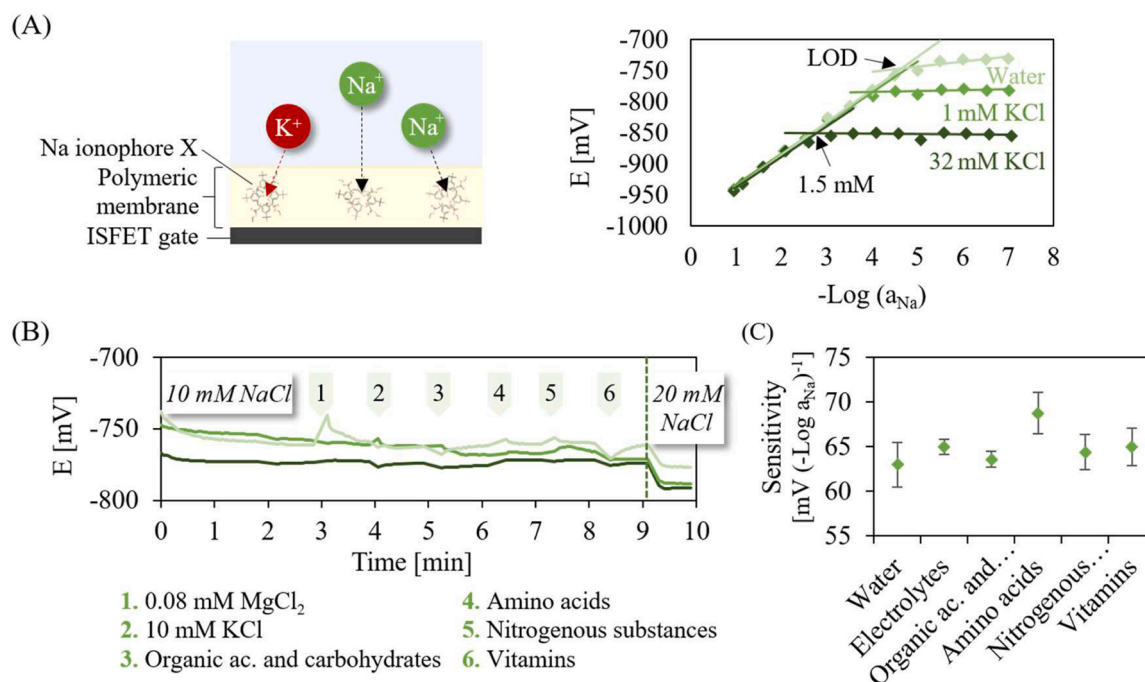 (A)
Na+
Na+
K+
Na ionophore X
Polymeric
membrane
ISFET gate
E [mV]
-700
-750
-800
-850
-900
-950
-1000
0 1 2 3 4 5 6 7 8
-Log (aNa)
LOD
Water
1 mM KCl
32 mM KCl
1.5 mM
(B)
E [mV]
-700
-750
-800
10 mM NaCl
1 2 3 4 5 6
20 mM
NaCl
0 1 2 3 4 5 6 7 8 9 10
Time [min]
1. 0.08 mM MgCl2
2. 10 mM KCl
3. Organic ac. and carbohydrates
4. Amino acids
5. Nitrogenous substances
6. Vitamins
(C)
Sensitivity
[mV (-Log aNa)-1]
75
70
65
60
55
Water
Electrolytes
Organic ac. and…
Amino acids
Nitrogenous…
Vitamins